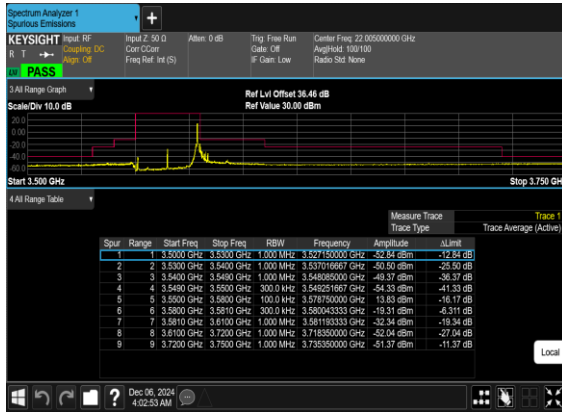 Spectrum Analyzer 1
Spurious Emissions
+
KEYSIGHT Input: RF Input Z: 50 Ω Atten: 0 dB Trig: Free Run Center Freq: 22.005000000 GHz
R T Coupling: DC Corr CCorr Gate: Off Avg|Hold: 100/100
Align: Off Freq Ref: Int (S) IF Gain: Low Radio Std: None
PASS
3 All Range Graph Ref Lvl Offset 36.46 dB
Scale/Div 10.0 dB Ref Value 30.00 dBm
20.0
0.00
-20.0
-40.0
-60.0
Start 3.500 GHz Stop 3.750 GH
4 All Range Table
Measure Trace Trace 1
Trace Type Trace Average (Active)
Spur Range Start Freq Stop Freq RBW Frequency Amplitude ΔLimit
1 1 3.5000 GHz 3.5300 GHz 1.000 MHz 3.527150000 GHz -52.84 dBm -12.84 dB
2 2 3.5300 GHz 3.5400 GHz 1.000 MHz 3.537016667 GHz -50.50 dBm -25.50 dB
3 3 3.5400 GHz 3.5490 GHz 1.000 MHz 3.548085000 GHz -49.37 dBm -36.37 dB
4 4 3.5490 GHz 3.5500 GHz 300.0 kHz 3.549251667 GHz -54.33 dBm -41.33 dB
5 5 3.5500 GHz 3.5800 GHz 100.0 kHz 3.578750000 GHz 13.83 dBm -16.17 dB
6 6 3.5800 GHz 3.5810 GHz 300.0 kHz 3.580043333 GHz -19.31 dBm -6.311 dB
7 7 3.5810 GHz 3.6100 GHz 1.000 MHz 3.581193333 GHz -32.34 dBm -19.34 dB
8 8 3.6100 GHz 3.7200 GHz 1.000 MHz 3.718350000 GHz -52.04 dBm -27.04 dB
9 9 3.7200 GHz 3.7500 GHz 1.000 MHz 3.735350000 GHz -51.37 dBm -11.37 dB
Local
? Dec 06, 2024
4:02:53 AM